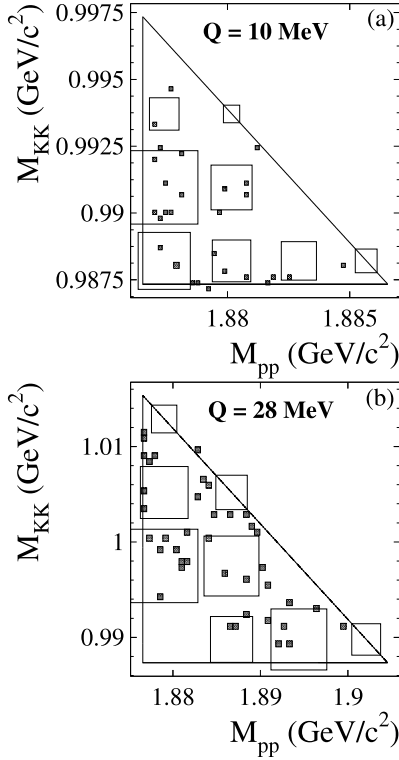 (a)
Q = 10 MeV
M_KK (GeV/c²)
0.9975
0.995
0.9925
0.99
0.9875
1.88
1.885
M_pp (GeV/c²)
(b)
Q = 28 MeV
M_KK (GeV/c²)
1.01
1
0.99
1.88
1.89
1.9
M_pp (GeV/c²)